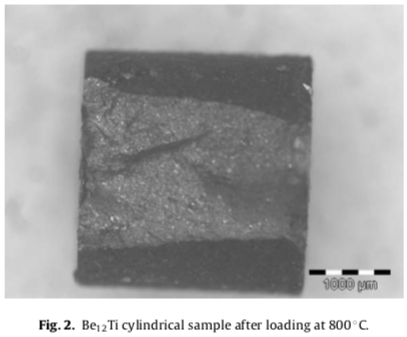 1000 µm
Fig. 2. Be₁₂Ti cylindrical sample after loading at 800°C.